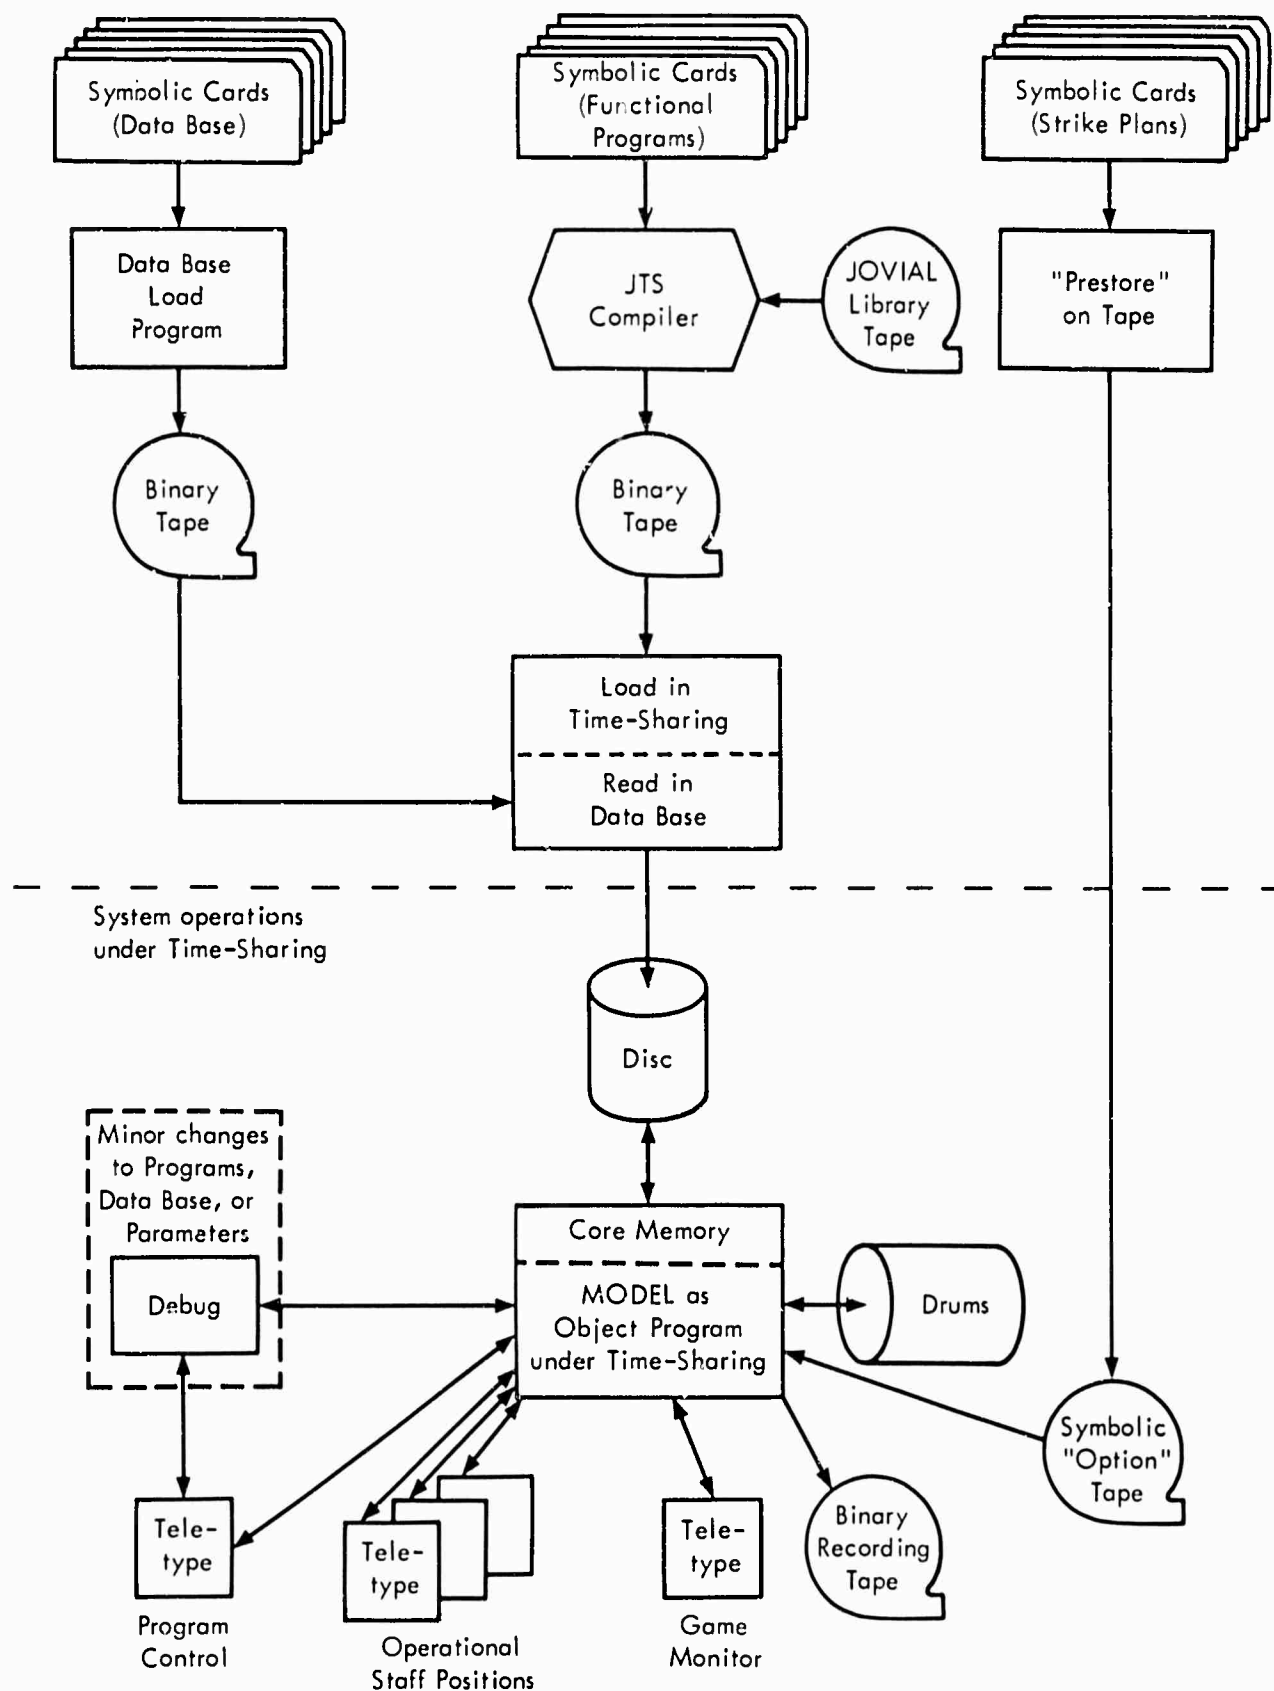 Symbolic Cards
(Data Base)
Symbolic Cards
(Functional
Programs)
Symbolic Cards
(Strike Plans)
Data Base
Load
Program
JTS
Compiler
JOVIAL
Library
Tape
"Prestore"
on Tape
Binary
Tape
Binary
Tape
Load in
Time-Sharing
Read in
Data Base
System operations
under Time-Sharing
Disc
Minor changes
to Programs,
Data Base, or
Parameters
Debug
Core Memory
MODEL as
Object Program
under Time-Sharing
Drums
Symbolic
"Option"
Tape
Tele-
type
Program
Control
Tele-
type
Operational
Staff Positions
Tele-
type
Game
Monitor
Binary
Recording
Tape